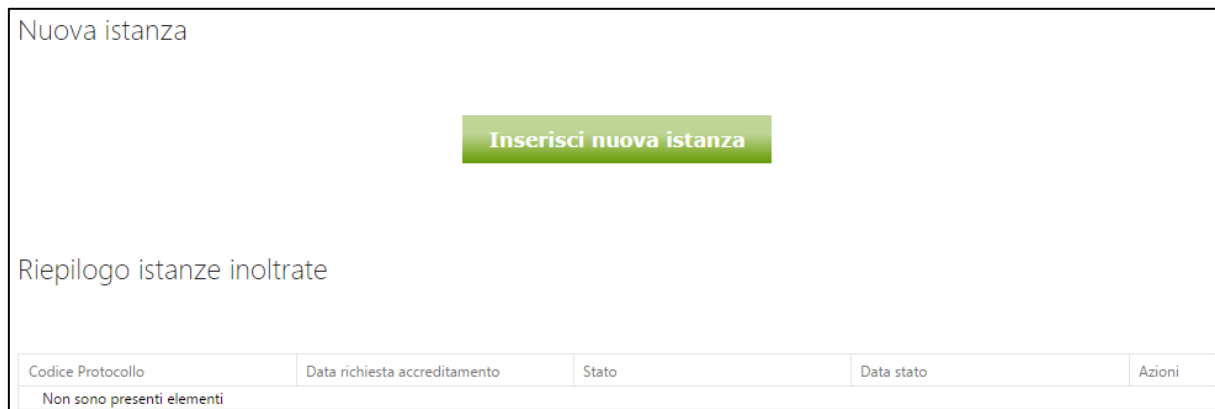 Nuova istanza
Inserisci nuova istanza
Riepilogo istanze inoltrate
Codice Protocollo Data richiesta accreditamento Stato Data stato Azioni
Non sono presenti elementi